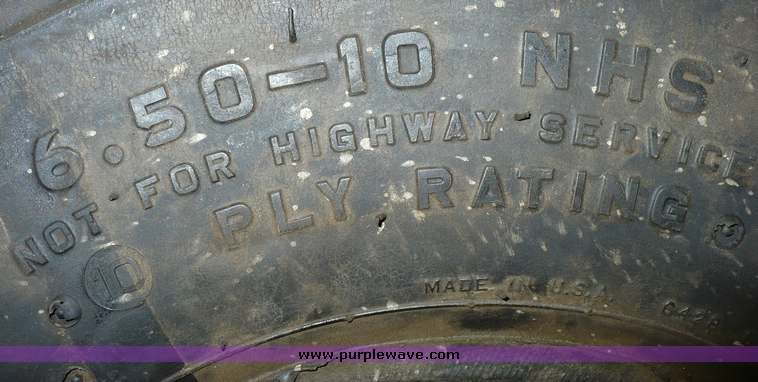 6.50-10 NHS
NOT FOR HIGHWAY SERVICE
10 PLY RATING
MADE IN U.S.A.
www.purplewave.com